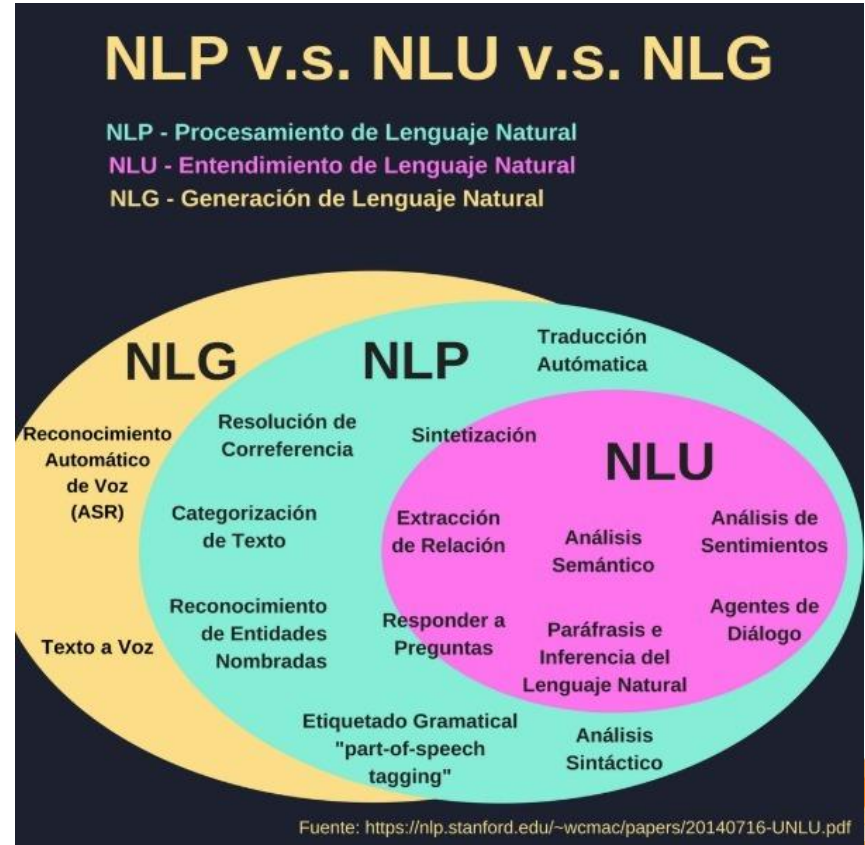 NLP v.s. NLU v.s. NLG
NLP - Procesamiento de Lenguaje Natural
NLU - Entendimiento de Lenguaje Natural
NLG - Generación de Lenguaje Natural
NLG
NLP
Traducción
Autómatica
Reconocimiento
Automático
de Voz
(ASR)
Resolución de
Correferencia
Sintetización
NLU
Categorización
de Texto
Extracción
de Relación
Análisis
Semántico
Análisis de
Sentimientos
Texto a Voz
Reconocimiento
de Entidades
Nombradas
Responder a
Preguntas
Paráfrasis e
Inferencia del
Lenguaje Natural
Agentes de
Diálogo
Etiquetado Gramatical
"part-of-speech
tagging"
Análisis
Sintáctico
Fuente: https://nlp.stanford.edu/~wcmac/papers/20140716-UNLU.pdf